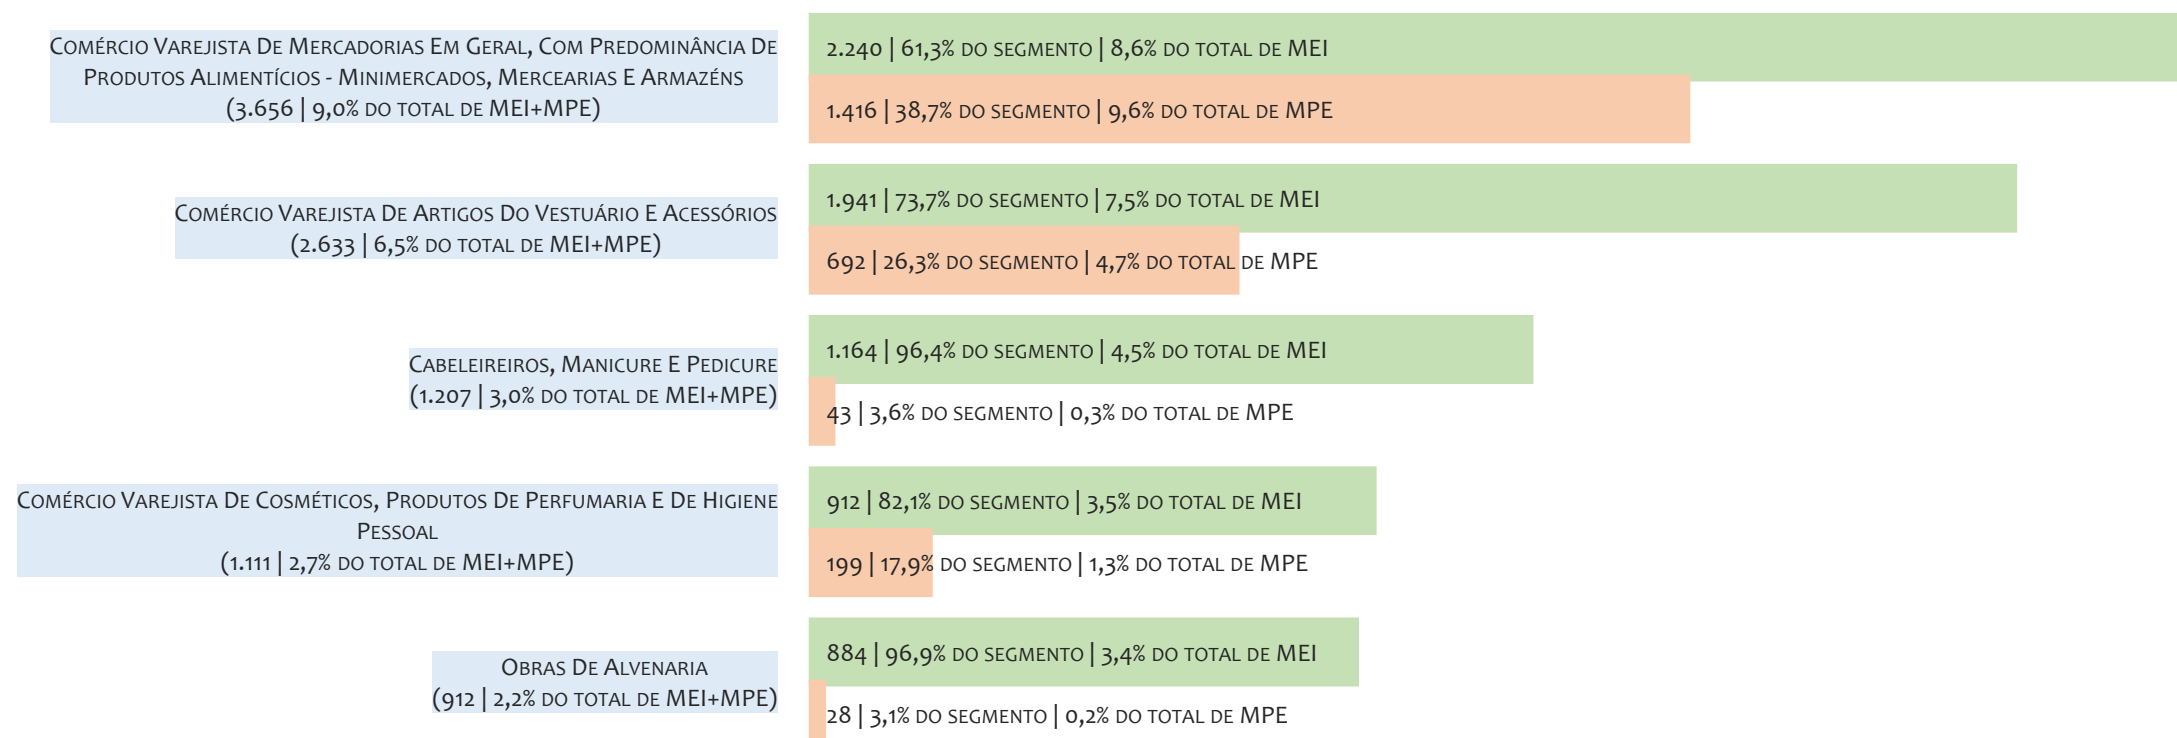 Comércio Varejista De Mercadorias Em Geral, Com Predominância De
Produtos Alimentícios - Minimercados, Mercearias E Armazéns
(3.656 | 9,0% do total de MEI+MPE)
2.240 | 61,3% do segmento | 8,6% do total de MEI
1.416 | 38,7% do segmento | 9,6% do total de MPE
Comércio Varejista De Artigos Do Vestuário E Acessórios
(2.633 | 6,5% do total de MEI+MPE)
1.941 | 73,7% do segmento | 7,5% do total de MEI
692 | 26,3% do segmento | 4,7% do total de MPE
Cabeleireiros, Manicure E Pedicure
(1.207 | 3,0% do total de MEI+MPE)
1.164 | 96,4% do segmento | 4,5% do total de MEI
43 | 3,6% do segmento | 0,3% do total de MPE
Comércio Varejista De Cosméticos, Produtos De Perfumaria E De Higiene
Pessoal
(1.111 | 2,7% do total de MEI+MPE)
912 | 82,1% do segmento | 3,5% do total de MEI
199 | 17,9% do segmento | 1,3% do total de MPE
Obras De Alvenaria
(912 | 2,2% do total de MEI+MPE)
884 | 96,9% do segmento | 3,4% do total de MEI
28 | 3,1% do segmento | 0,2% do total de MPE